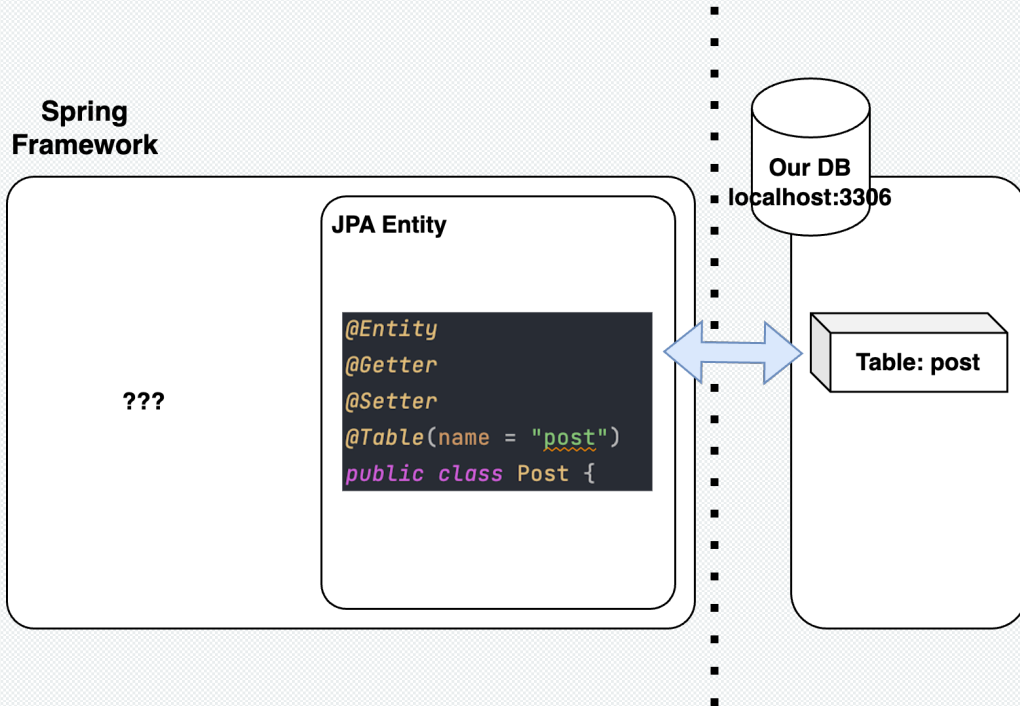 Spring
Framework
Our DB
localhost:3306
JPA Entity
@Entity
@Getter
@Setter
@Table(name = "post")
public class Post {
???
Table: post